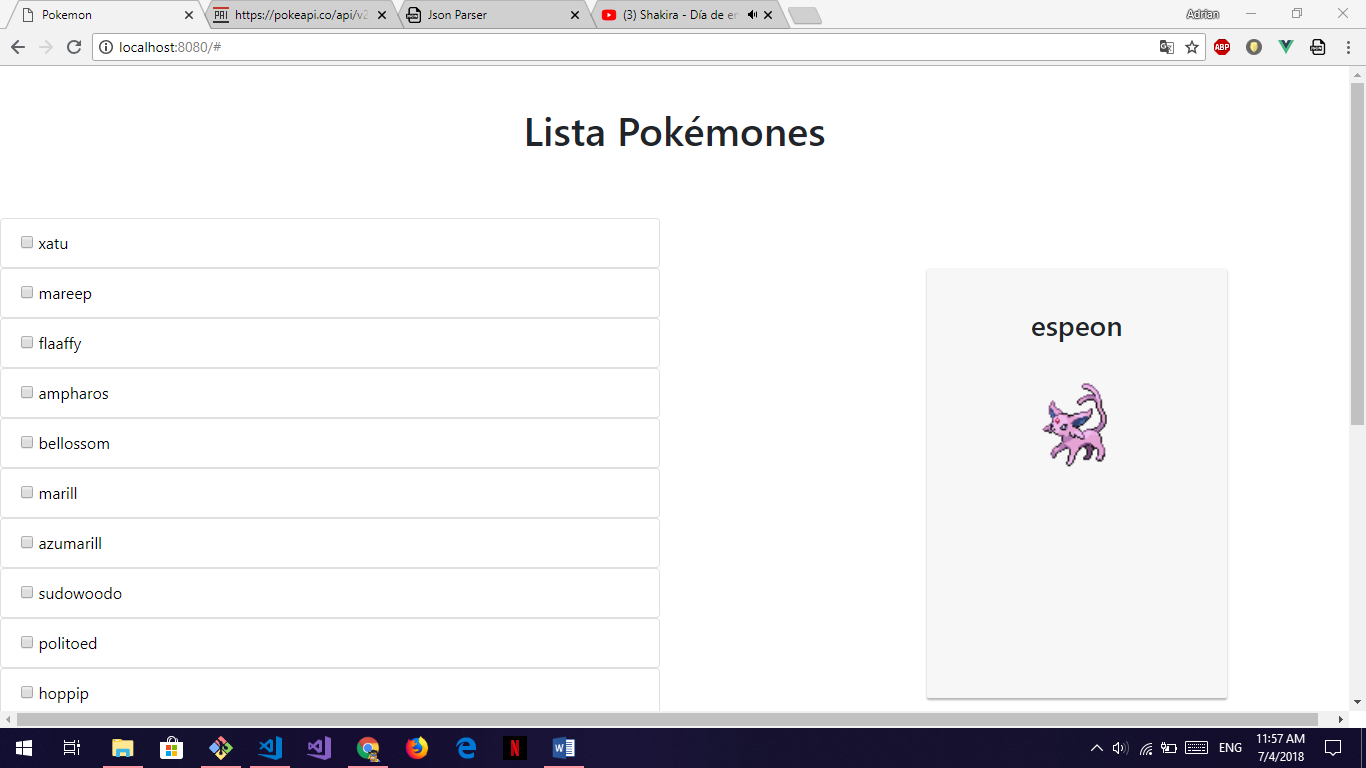 Pokemon
https://pokeapi.co/api/v2
Json Parser
(3) Shakira - Día de er
Adrian
localhost:8080/#
ABP
Lista Pokémones
xatu
mareep
flaaffy
ampharos
bellossom
marill
azumarill
sudowoodo
politoed
hoppip
espeon
ENG
11:57 AM
7/4/2018